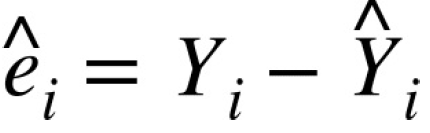 ê_i = Y_i − Ŷ_i